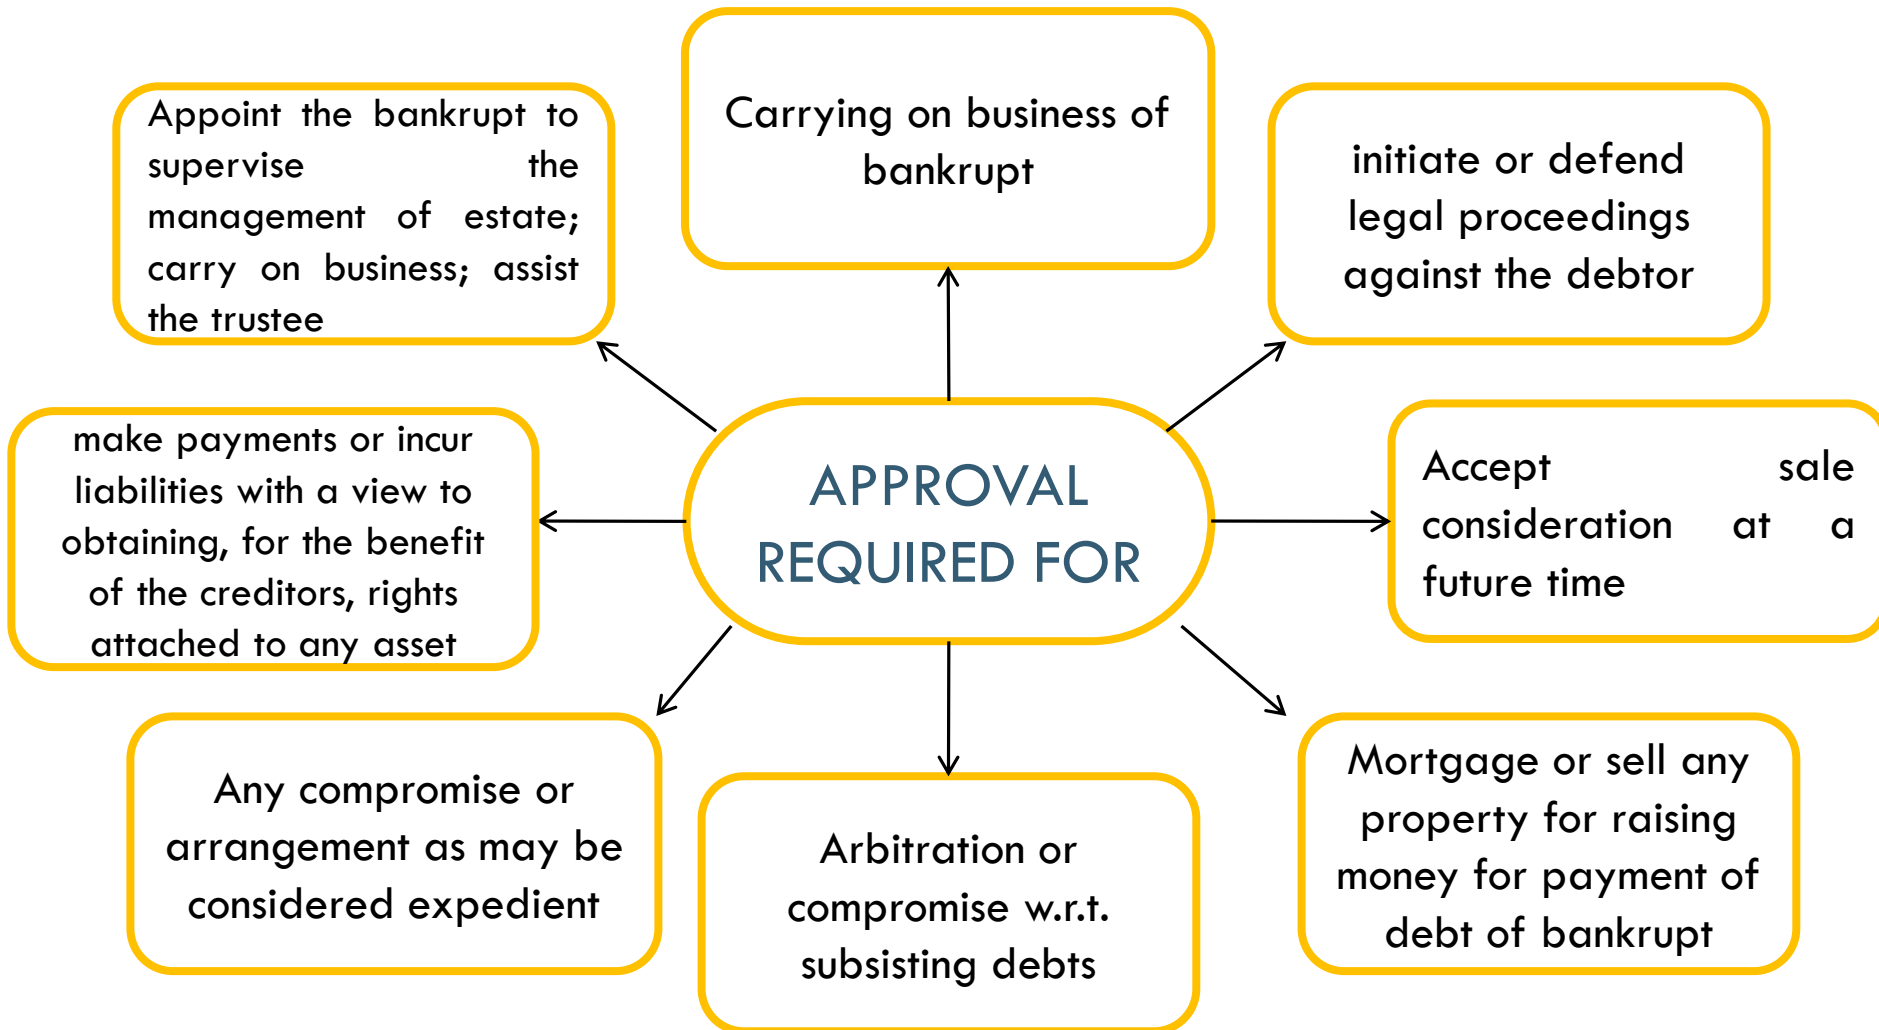 Carrying on business of
bankrupt
Appoint the bankrupt to
supervise the
management of estate;
carry on business; assist
the trustee
initiate or defend
legal proceedings
against the debtor
make payments or incur
liabilities with a view to
obtaining, for the benefit
of the creditors, rights
attached to any asset
APPROVAL
REQUIRED FOR
Accept sale
consideration at a
future time
Any compromise or
arrangement as may be
considered expedient
Arbitration or
compromise w.r.t.
subsisting debts
Mortgage or sell any
property for raising
money for payment of
debt of bankrupt